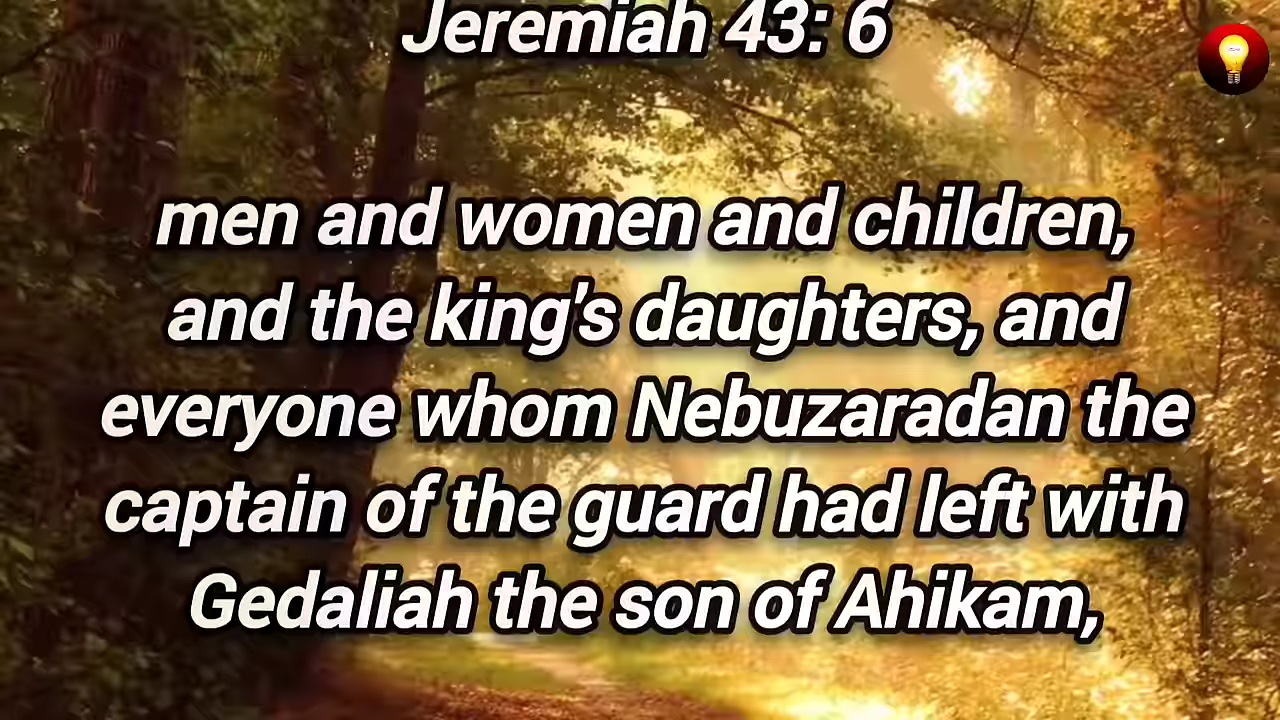 Jeremiah 43: 6
men and women and children,
and the king's daughters, and
everyone whom Nebuzaradan the
captain of the guard had left with
Gedaliah the son of Ahikam,